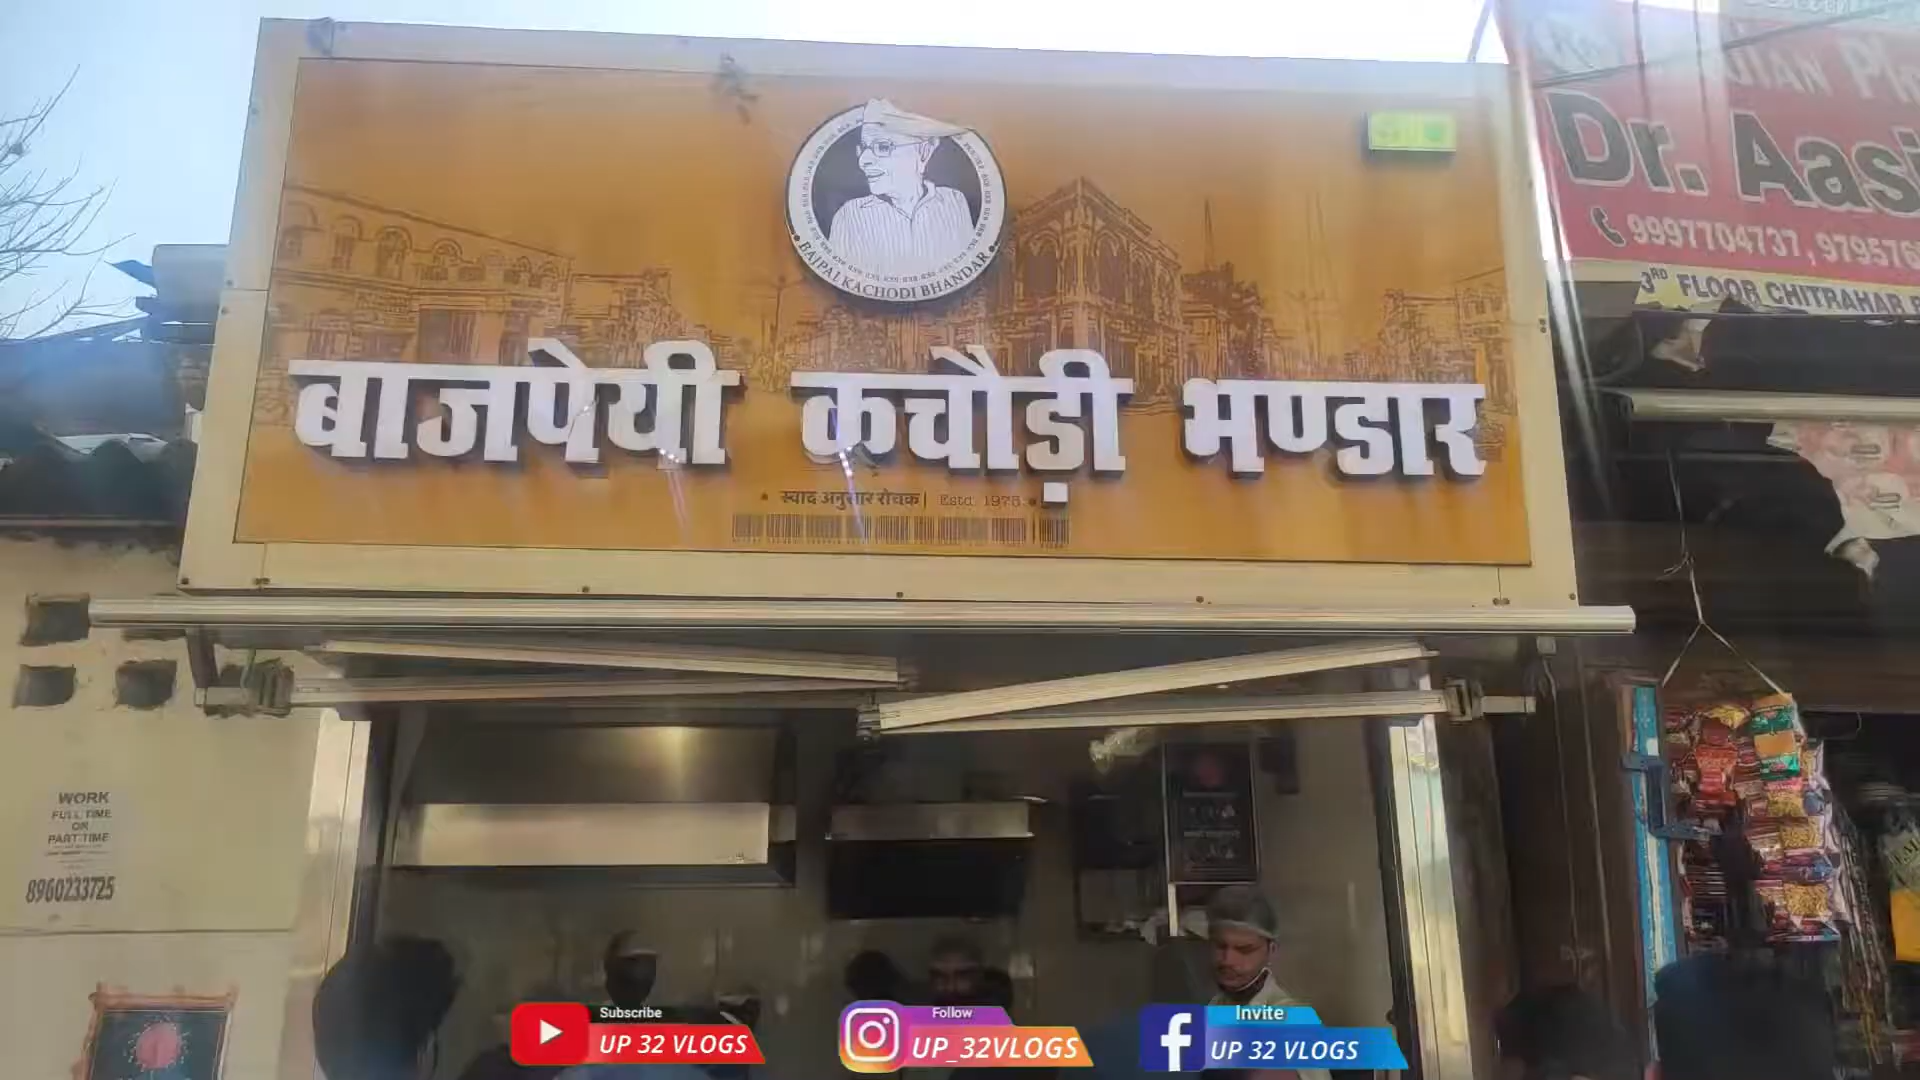 BAJPAI KACHODI BHANDAR
बाजपेयी कचौड़ी भण्डार
स्वाद अनुसार रोचक | Estd. 1975
Dr. Aasi
9997704737, 979576
3RD FLOOR CHITRAHAR
WORK
FULL TIME
OR
PART TIME
8960233725
Subscribe
UP 32 VLOGS
Follow
UP_32VLOGS
Invite
UP 32 VLOGS